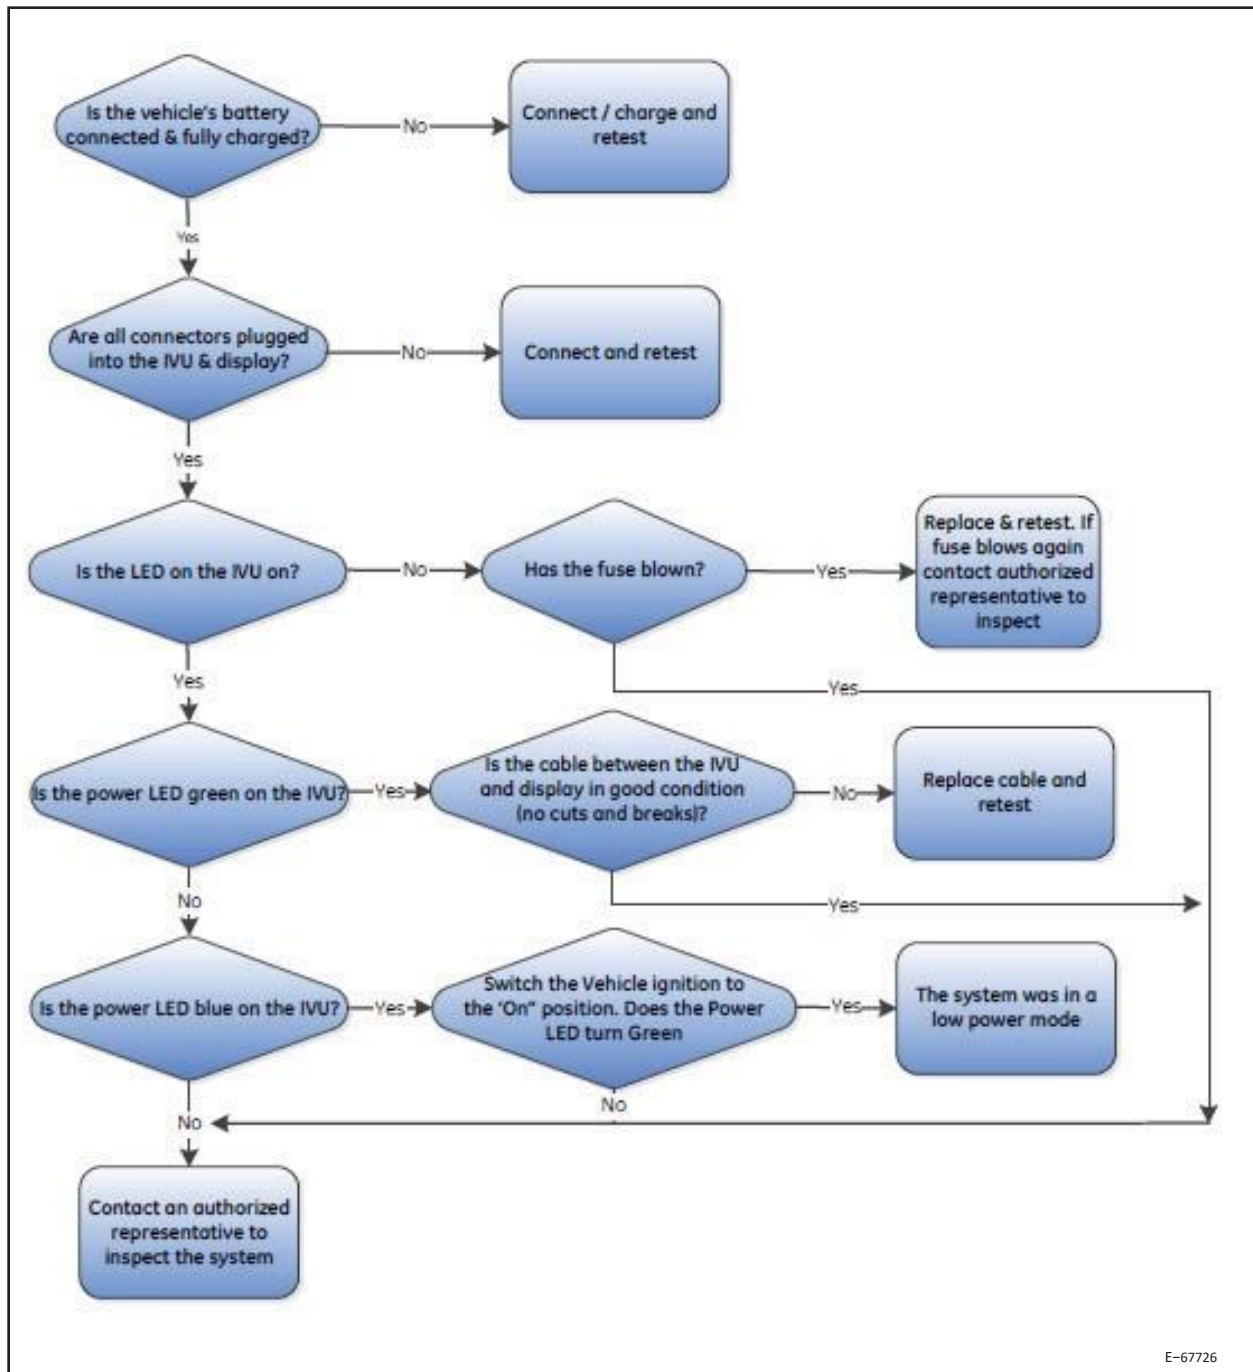 Is the vehicle's battery
connected & fully charged?
No
Connect / charge and
retest
Yes
Are all connectors plugged
into the IVU & display?
No
Connect and retest
Yes
Is the LED on the IVU on?
No
Has the fuse blown?
Yes
Replace & retest. If
fuse blows again
contact authorized
representative to
inspect
Yes
Yes
Is the power LED green on the IVU?
Yes
Is the cable between the IVU
and display in good condition
(no cuts and breaks)?
No
Replace cable and
retest
No
Yes
Is the power LED blue on the IVU?
Yes
Switch the Vehicle ignition to
the "On" position. Does the Power
LED turn Green
Yes
The system was in a
low power mode
No
No
Contact an authorized
representative to
inspect the system
E-67726